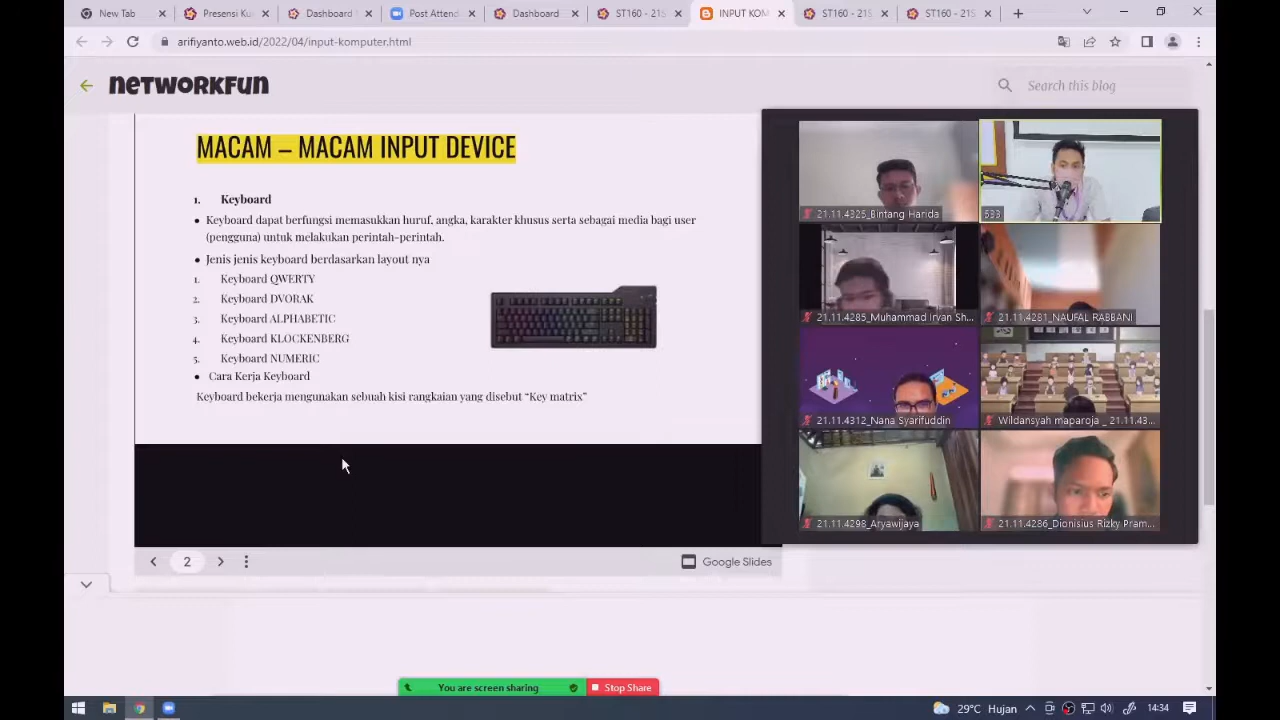 New Tab
Presensi Ku
Dashboard
Post Attend
Dashboard
ST160 - 21S
INPUT KOM
ST160 - 21S
ST160 - 21S
arifiyanto.web.id/2022/04/input-komputer.html
NETWORKFUN
Search this blog
MACAM – MACAM INPUT DEVICE
1. Keyboard
• Keyboard dapat berfungsi memasukkan huruf, angka, karakter khusus serta sebagai media bagi user
(pengguna) untuk melakukan perintah-perintah.
• Jenis jenis keyboard berdasarkan layout nya
1. Keyboard QWERTY
2. Keyboard DVORAK
3. Keyboard ALPHABETIC
4. Keyboard KLOCKENBERG
5. Keyboard NUMERIC
• Cara Kerja Keyboard
Keyboard bekerja mengunakan sebuah kisi rangkaian yang disebut “Key matrix”
21.11.4325_Bintang Harida
533
21.11.4285_Muhammad Irvan Sh...
21.11.4281_NAUFAL RABBANI
21.11.4312_Nana Syarifuddin
Wildansyah maparoja _ 21.11.43...
21.11.4298_Aryawijaya
21.11.4286_Dionisius Rizky Pram...
2
Google Slides
You are screen sharing
Stop Share
29°C Hujan
14:34